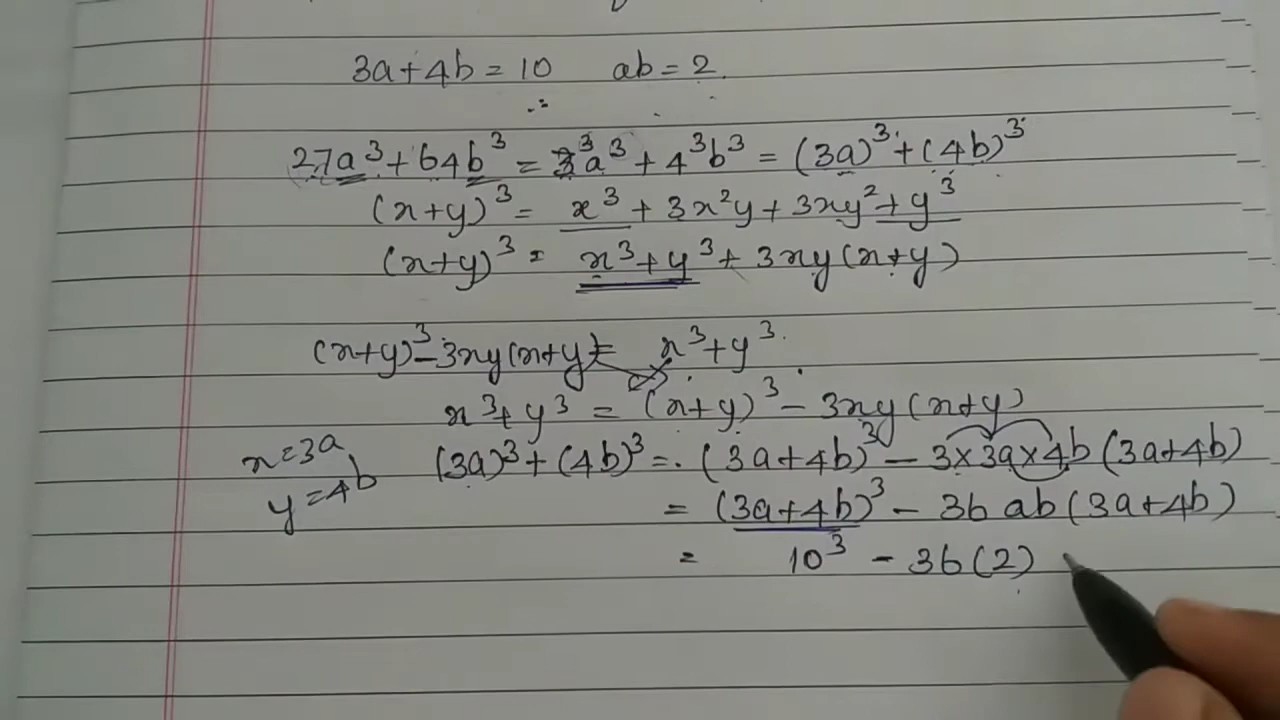 3a+4b=10 ab=2
27a³+64b³=3³a³+4³b³=(3a)³+(4b)³
(x+y)³= x³+3x²y+3xy²+y³
(x+y)³= x³+y³+3xy(x+y)
(x+y)³-3xy(x+y)= x³+y³
x³+y³=(x+y)³-3xy(x+y)
x=3a
y=4b
(3a)³+(4b)³=(3a+4b)³-3×3a×4b(3a+4b)
=(3a+4b)³-36ab(3a+4b)
= 10³-36(2)